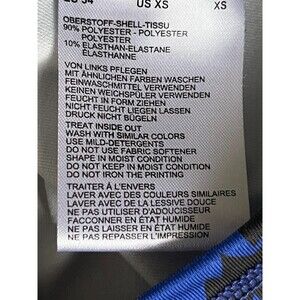 US XS XS
OBERSTOFF-SHELL-TISSU
90% POLYESTER - POLYESTER
POLYESTER
10% ELASTHAN-ELASTANE
ELASTHANNE
VON LINKS PFLEGEN
MIT ÄHNLICHEN FARBEN WASCHEN
FEINWASCHMITTEL VERWENDEN
KEINEN WEICHSPÜLER VERWENDEN
FEUCHT IN FORM ZIEHEN
NICHT FEUCHT LIEGEN LASSEN
DRUCK NICHT BÜGELN
TREAT INSIDE OUT
WASH WITH SIMILAR COLORS
USE MILD-DETERGENTS
DO NOT USE FABRIC SOFTENER
SHAPE IN MOIST CONDITION
DO NOT KEEP IN MOIST CONDITION
DO NOT IRON THE PRINTING
TRAITER À L'ENVERS
LAVER AVEC DES COULEURS SIMILAIRES
LAVER AVEC DE LA LESSIVE DOUCE
NE PAS UTILISER D'ADOUCISSEUR
FACCONNER EN ÉTAT HUMIDE
NE PAS LAISSER EN ÉTAT HUMIDE
NE PAS REPASSER L'IMPRESSION